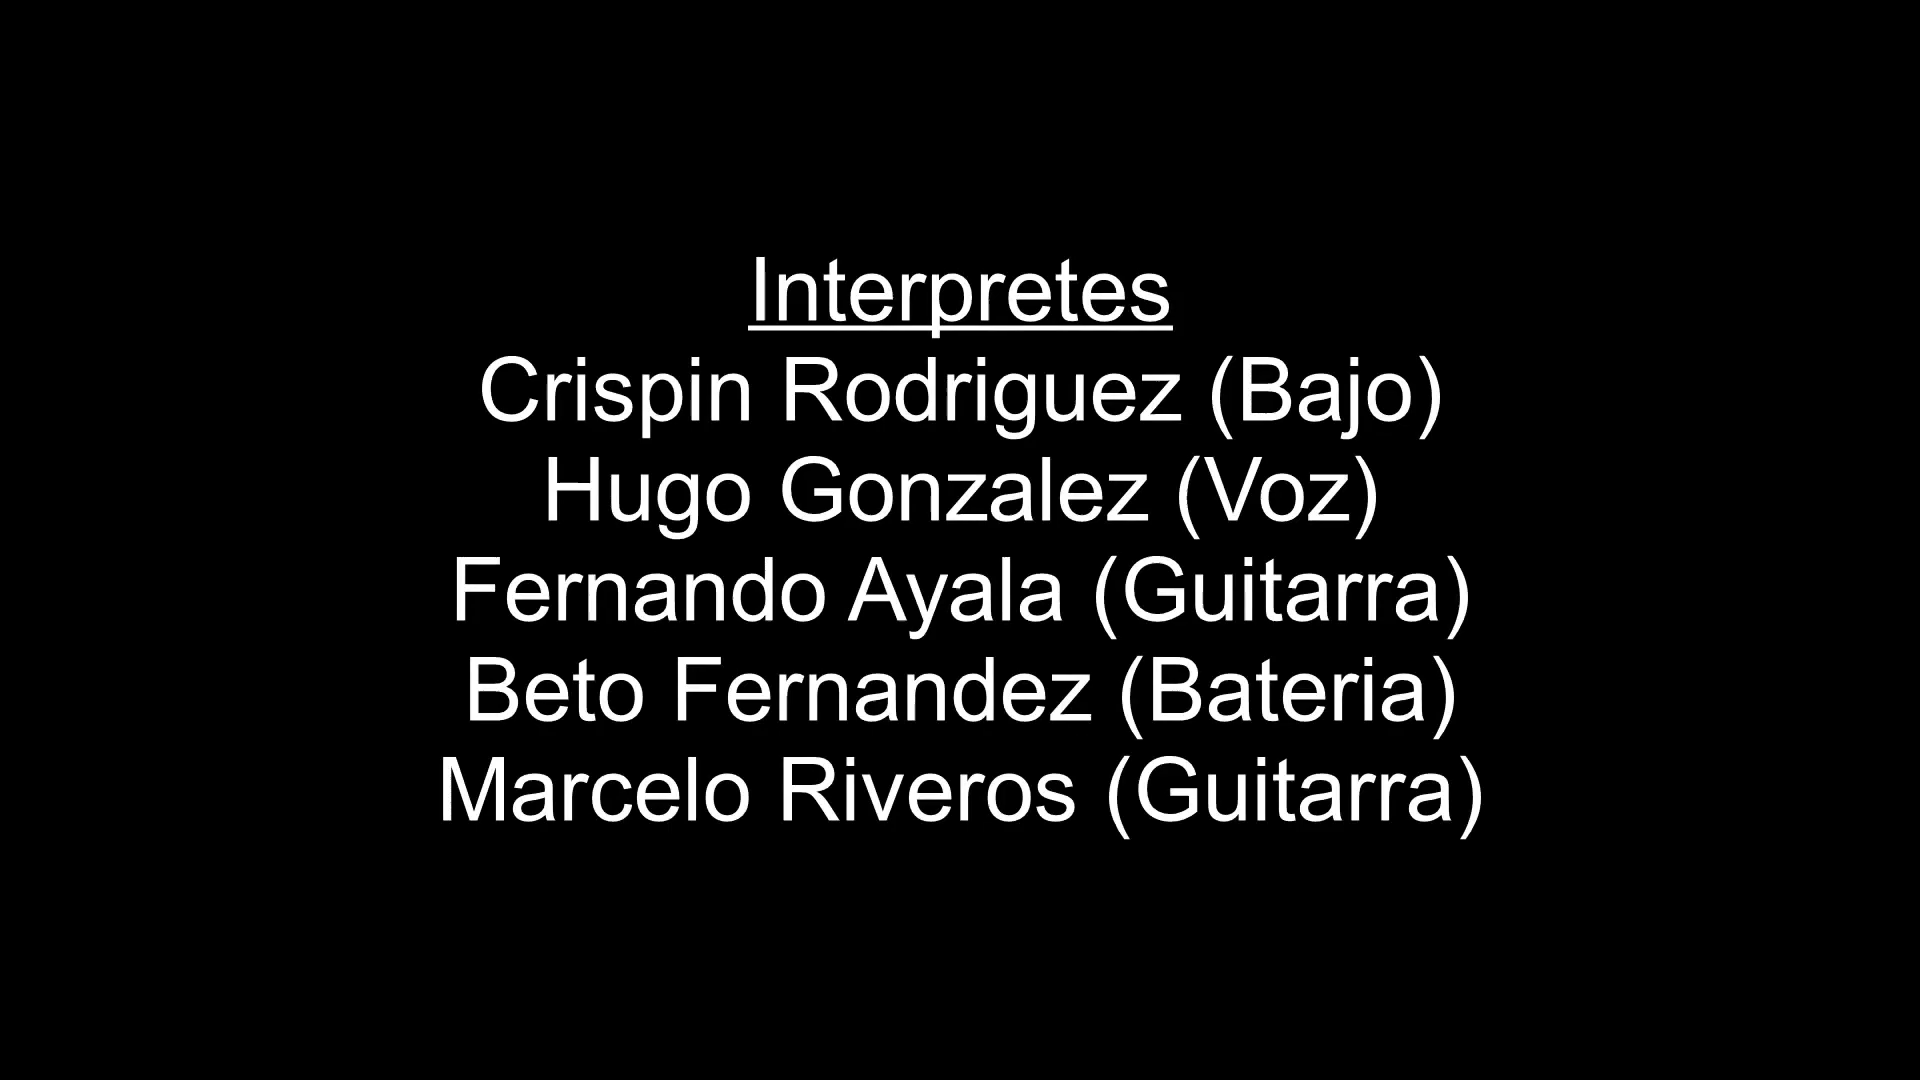 Interpretes
Crispin Rodriguez (Bajo)
Hugo Gonzalez (Voz)
Fernando Ayala (Guitarra)
Beto Fernandez (Bateria)
Marcelo Riveros (Guitarra)